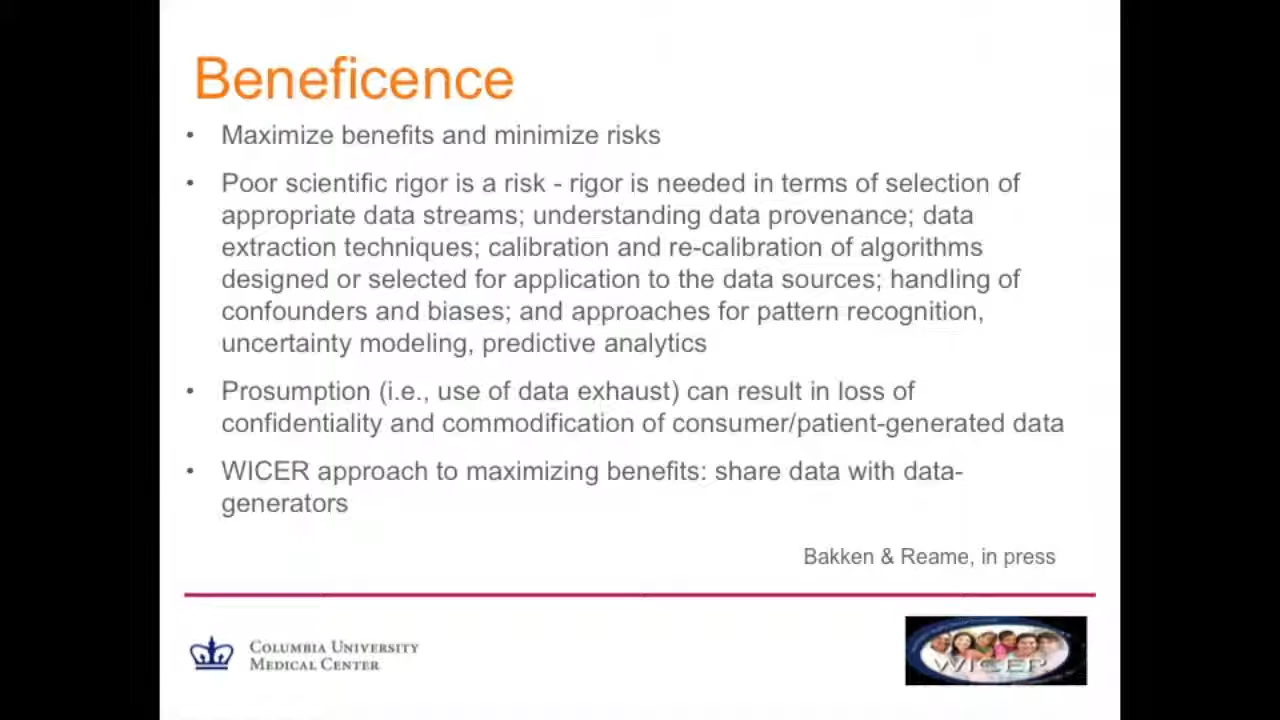 Beneficence
• Maximize benefits and minimize risks
• Poor scientific rigor is a risk - rigor is needed in terms of selection of
appropriate data streams; understanding data provenance; data
extraction techniques; calibration and re-calibration of algorithms
designed or selected for application to the data sources; handling of
confounders and biases; and approaches for pattern recognition,
uncertainty modeling, predictive analytics
• Prosumption (i.e., use of data exhaust) can result in loss of
confidentiality and commodification of consumer/patient-generated data
• WICER approach to maximizing benefits: share data with data-
generators
Bakken & Reame, in press
COLUMBIA UNIVERSITY
MEDICAL CENTER
WICER